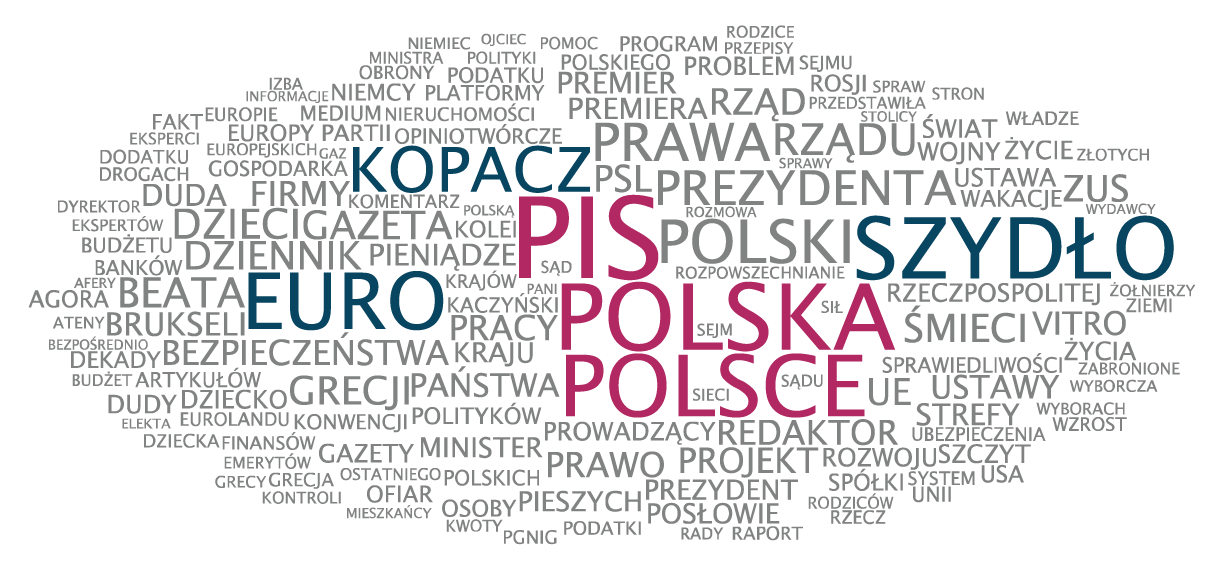 RODZICE
NIEMIEC OJCIEC POMOC PROGRAM PRZEPISY
MINISTRA POLITYKI POLSKIEGO PROBLEM SEJMU
OBRONY PODATKU PREMIER ROSJI SPRAW STRON
IZBA NIEMCY PLATFORMY PREMIERA RZĄD PRZEDSTAWIŁA
INFORMACJE
FAKT EUROPIE MEDIUM NIERUCHOMOŚCI STOLICY WŁADZE
EKSPERCI EUROPY PARTII OPINIOTWÓRCZE PRAWA RZĄDU ŚWIAT
DODATKU EUROPEJSKICH GAZ KOPACZ SPRAWY WOJNY ŻYCIE ZŁOTYCH
DROGACH GOSPODARKA PSL PREZYDENTA USTAWA
DUDA FIRMY KOMENTARZ WAKACJE ZUS
DYREKTOR POLSKĄ PIS ROZMOWA WYDAWCY
EKSPERTÓW DZIECI GAZETA KOLEI POLSKI SZYDŁO
BUDŻETU DZIENNIK PIENIĄDZE
BANKÓW SĄD ROZPOWSZECHNIANIE
AFERY BEATA EURO KRAJÓW PANI RZECZPOSPOLITEJ ŻOŁNIERZY
AGORA KACZYŃSKI POLSKA SIŁ ZIEMI
ATENY BRUKSELI PRACY SEJM ŚMIECI VITRO
BEZPOŚREDNIO BEZPIECZEŃSTWA KRAJU ŻYCIA
DEKADY POLSCE SPRAWIEDLIWOŚCI ZABRONIONE
BUDŻET ARTYKUŁÓW GRECJI PAŃSTWA SĄDU UE USTAWY WYBORCZA
DUDY DZIECKO SIECI
ELEKTA EUROLANDU KONWENCJI POLITYKÓW STREFY WYBORACH
DZIECKA FINANSÓW PROWADZĄCY REDAKTOR UBEZPIECZENIA WZROST
EMERYTÓW GAZETY MINISTER PRAWO PROJEKT ROZWOJU SZCZYT
GRECY GRECJA OSTATNIEGO POLSKICH SPÓŁKI SYSTEM USA
KONTROLI OFIAR PREZYDENT UNII
MIESZKAŃCY OSOBY PIESZYCH POSŁOWIE RODZICÓW
KWOTY PODATKI RADY RAPORT RZECZ
PGNIG